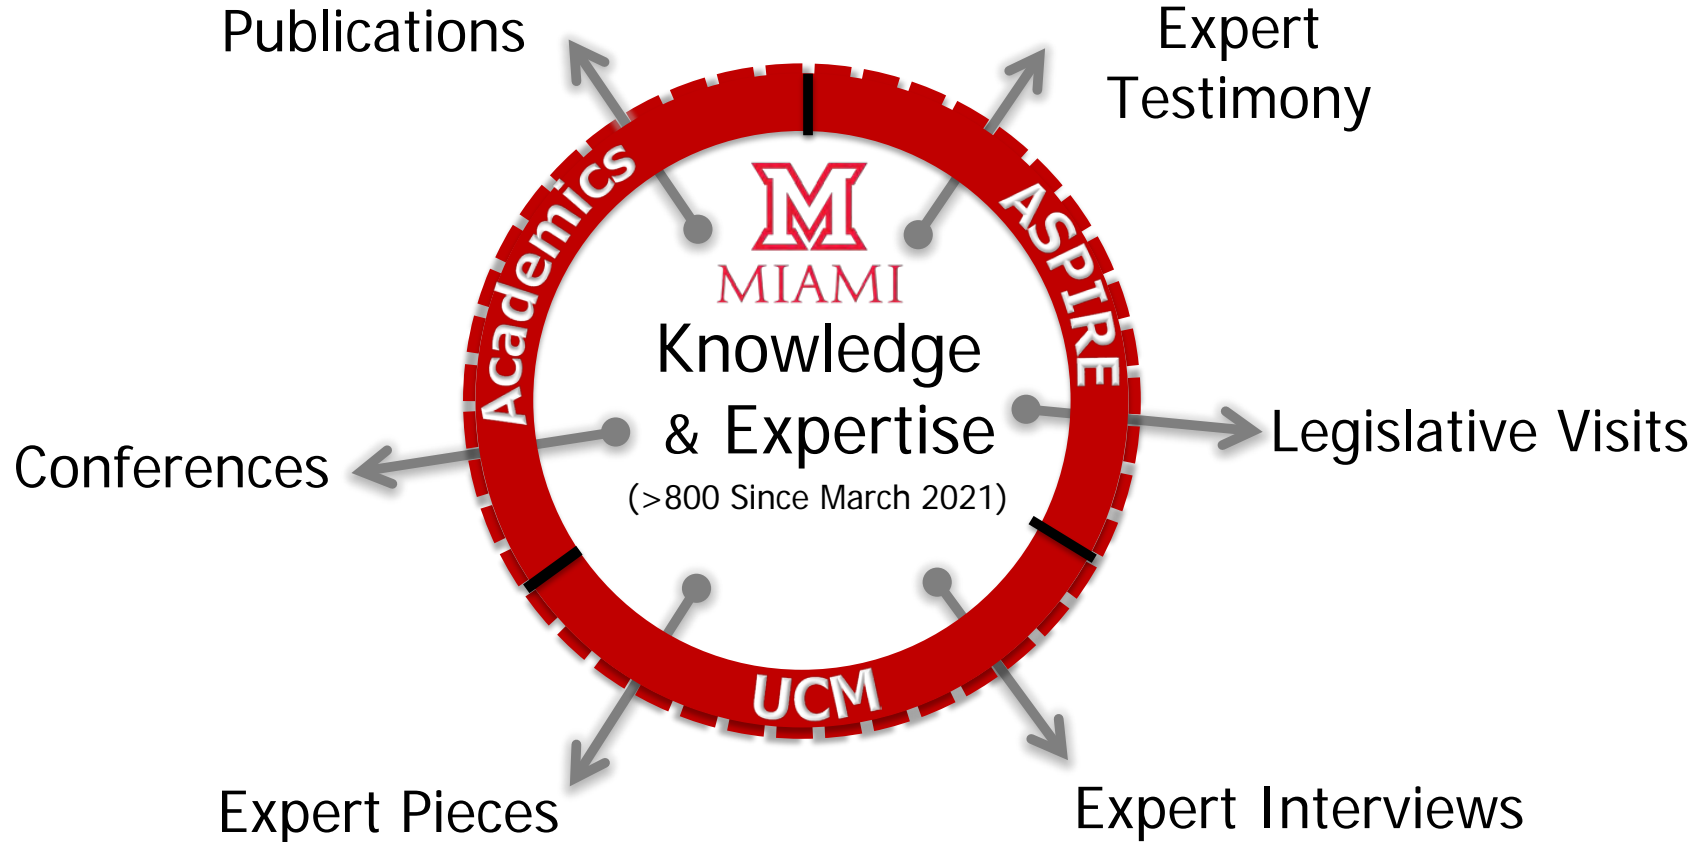 Publications
Expert
Testimony
Academics
ASPIRE
M
MIAMI
Knowledge
& Expertise
(>800 Since March 2021)
Conferences
Legislative Visits
UCM
Expert Pieces
Expert Interviews